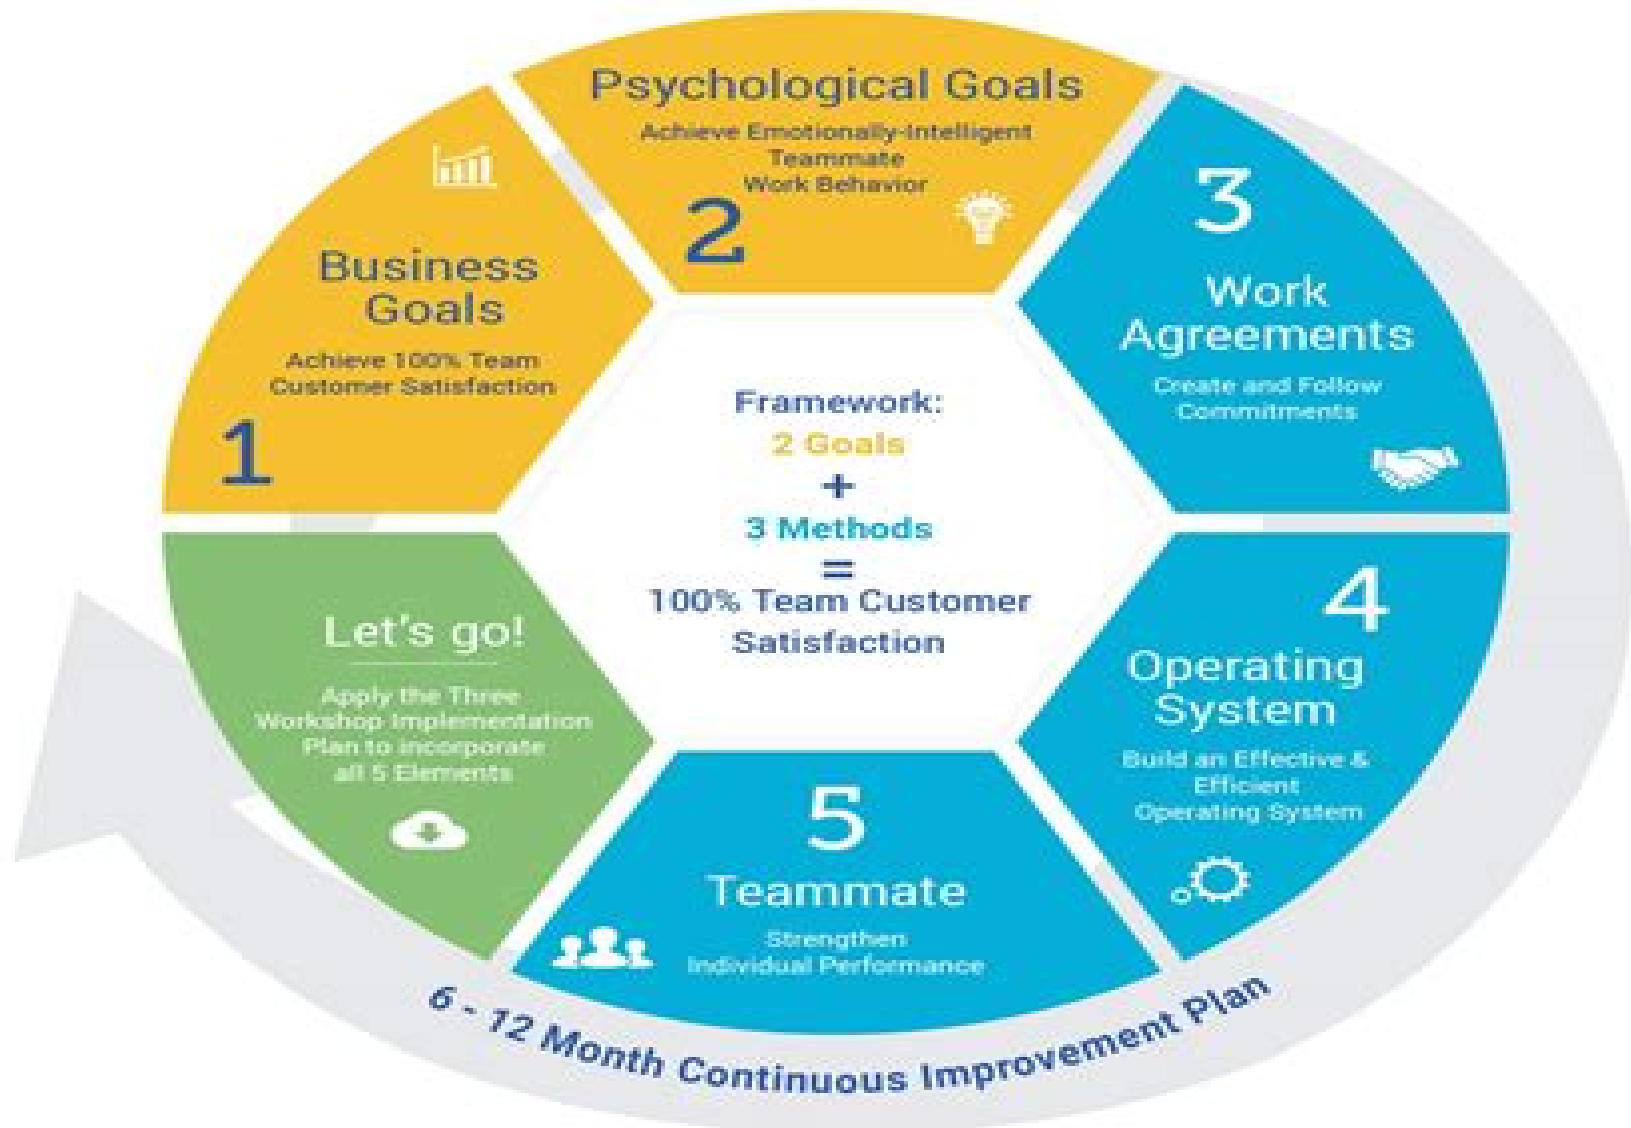 Psychological Goals
Achieve Emotionally-Intelligent
Teammate
Work Behavior
2
Business
Goals
Achieve 100% Team
Customer Satisfaction
1
3
Work
Agreements
Create and Follow
Commitments
Framework:
2 Goals
+
3 Methods
=
100% Team Customer
Satisfaction
4
Operating
System
Build an Effective &
Efficient
Operating System
5
Teammate
Strengthen
Individual Performance
Let's go!
Apply the Three
Workshop Implementation
Plan to incorporate
all 5 Elements
6 - 12 Month Continuous Improvement Plan